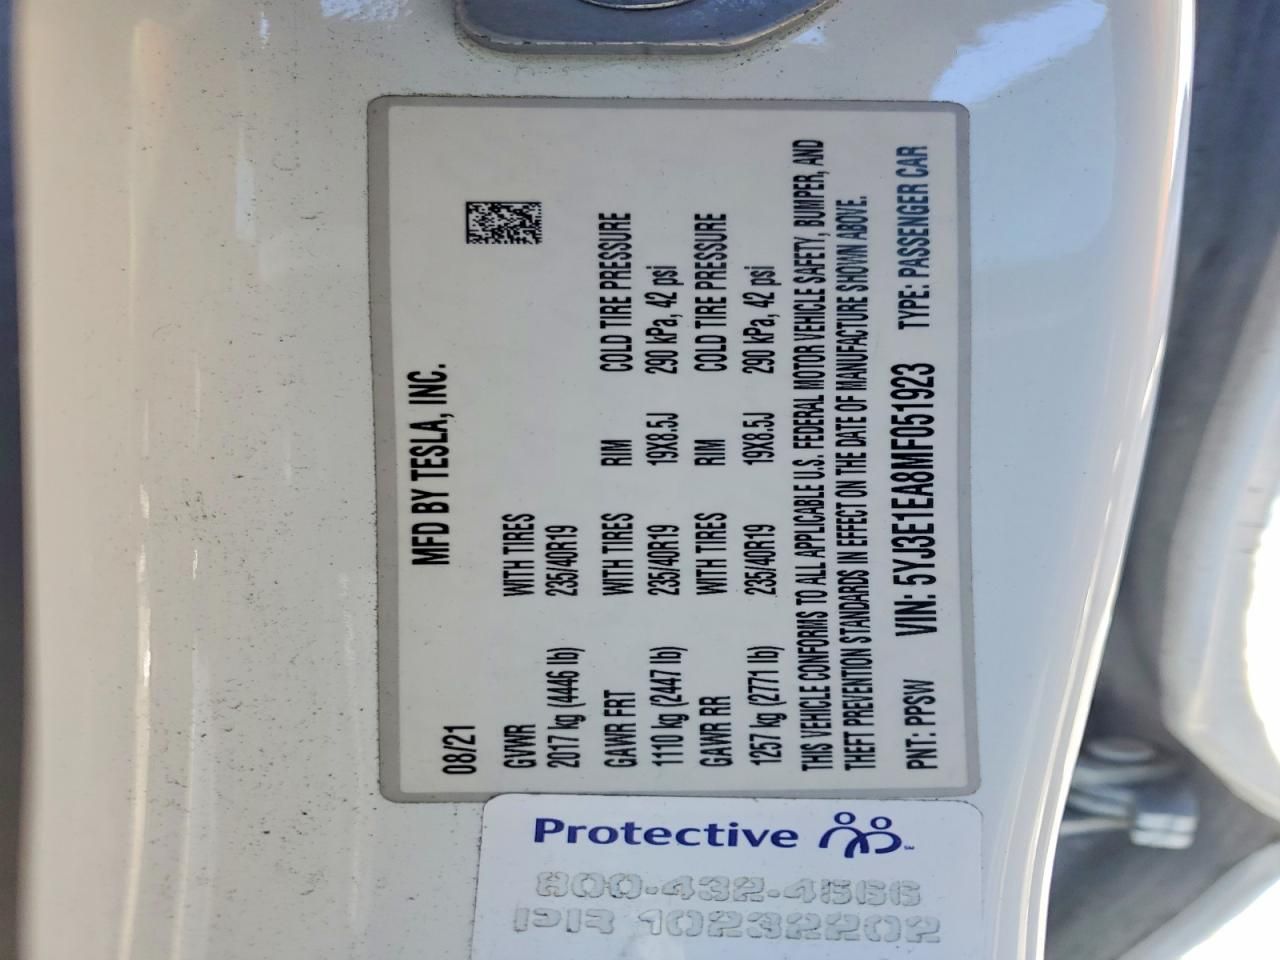 MFD BY TESLA, INC.
08/21
GVWR WITH TIRES
2017 kg (4446 lb) 235/40R19
GAWR FRT WITH TIRES RIM COLD TIRE PRESSURE
1110 kg (2447 lb) 235/40R19 19X8.5J 290 kPa, 42 psi
GAWR RR WITH TIRES RIM COLD TIRE PRESSURE
1257 kg (2771 lb) 235/40R19 19X8.5J 290 kPa, 42 psi
THIS VEHICLE CONFORMS TO ALL APPLICABLE U.S. FEDERAL MOTOR VEHICLE SAFETY, BUMPER, AND
THEFT PREVENTION STANDARDS IN EFFECT ON THE DATE OF MANUFACTURE SHOWN ABOVE.
PNT: PPSW VIN: 5YJ3E1EA8MF051923 TYPE: PASSENGER CAR
Protective
800-432-4566
PIR 10232202